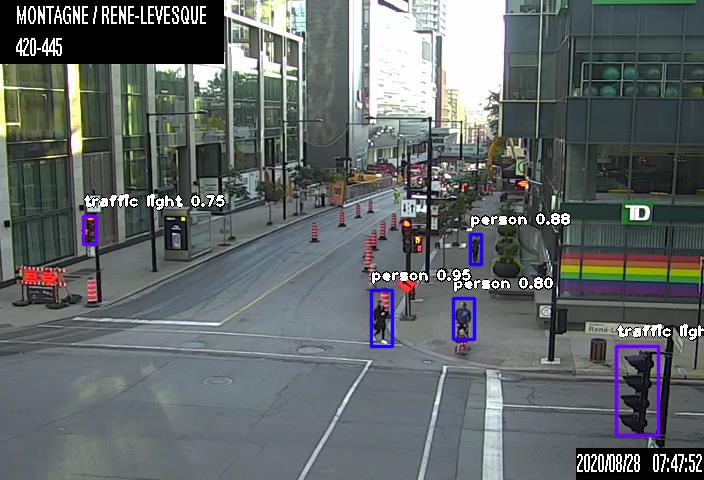 MONTAGNE / RENE-LEVESQUE
420-445
traffic light 0.75
person 0.88
TD
person 0.95
person 0.80
René-L
traffic ligh
2020/08/28 07:47:52